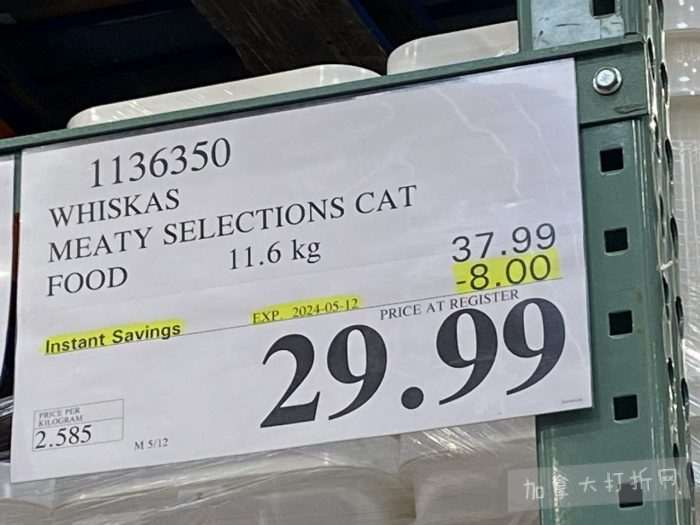 1136350
WHISKAS
MEATY SELECTIONS CAT
FOOD 11.6 kg
37.99
-8.00
Instant Savings EXP. 2024-05-12
PRICE AT REGISTER
29.99
PRICE PER
KILOGRAM
2.585
M 5/12
加拿大打折网